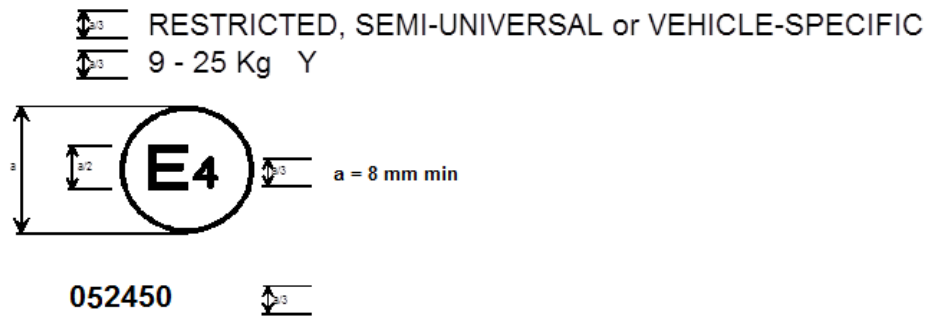 a/3 RESTRICTED, SEMI-UNIVERSAL or VEHICLE-SPECIFIC
a/3 9 - 25 Kg Y
a a/2 E4 a/3 a = 8 mm min
052450 a/3